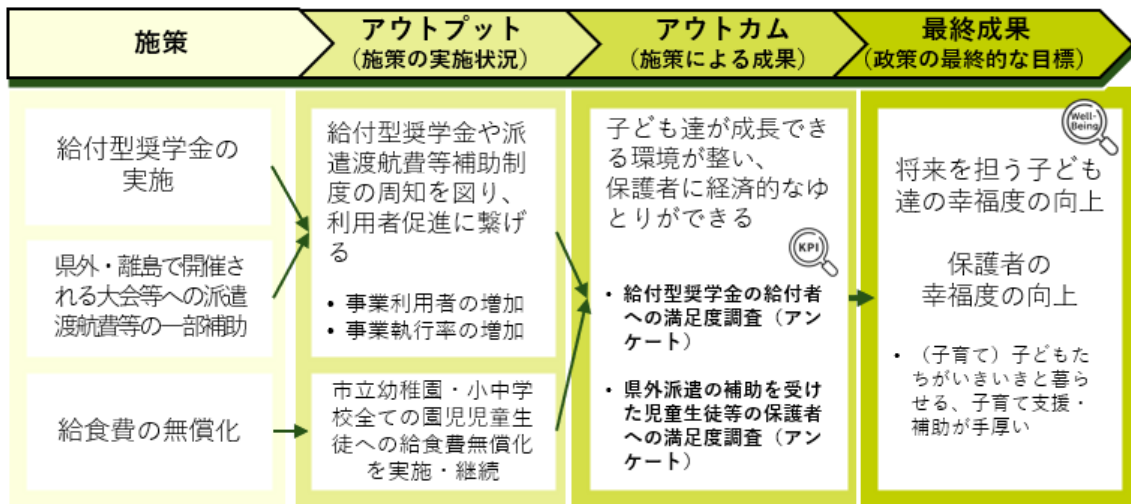 施策
アウトプット
(施策の実施状況)
アウトカム
(施策による成果)
最終成果
(政策の最終的な目標)
給付型奨学金の
実施
県外・離島で開催さ
れる大会等への派遣
渡航費等の一部補助
給食費の無償化
給付型奨学金や派
遣渡航費等補助制
度の周知を図り、
利用者促進に繋げ
る
• 事業利用者の増加
• 事業執行率の増加
市立幼稚園・小中学
校全ての園児児童生
徒への給食費無償化
を実施・継続
子ども達が成長でき
る環境が整い、
保護者に経済的なゆ
とりができる
KPI
• 給付型奨学金の給付者
への満足度調査（アン
ケート）
• 県外派遣の補助を受け
た児童生徒等の保護者
への満足度調査（アン
ケート）
Well-
Being
将来を担う子ども
達の幸福度の向上
保護者の
幸福度の向上
• （子育て）子どもた
ちがいきいきと暮ら
せる、子育て支援・
補助が手厚い